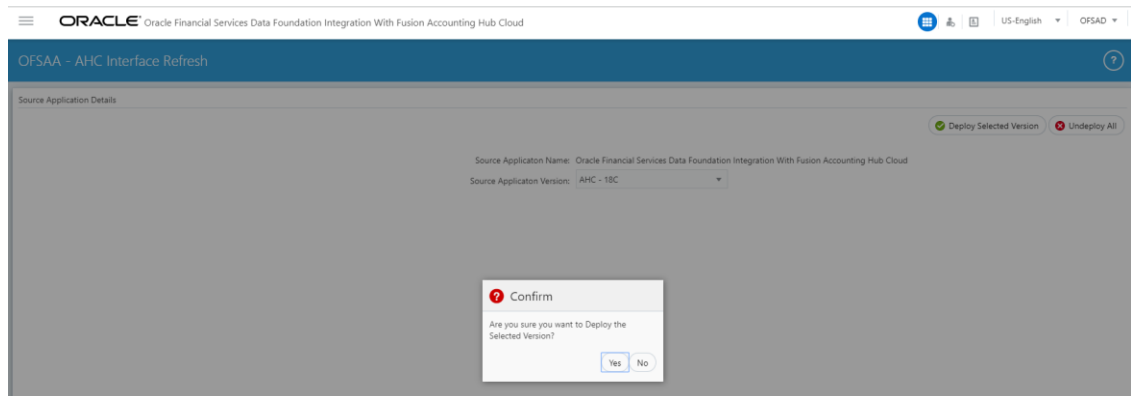 ORACLE® Oracle Financial Services Data Foundation Integration With Fusion Accounting Hub Cloud
US-English
OFSAD
OFSAA - AHC Interface Refresh
?
Source Application Details
Deploy Selected Version
Undeploy All
Source Applicaton Name: Oracle Financial Services Data Foundation Integration With Fusion Accounting Hub Cloud
Source Applicaton Version: AHC - 18C
? Confirm
Are you sure you want to Deploy the
Selected Version?
Yes No